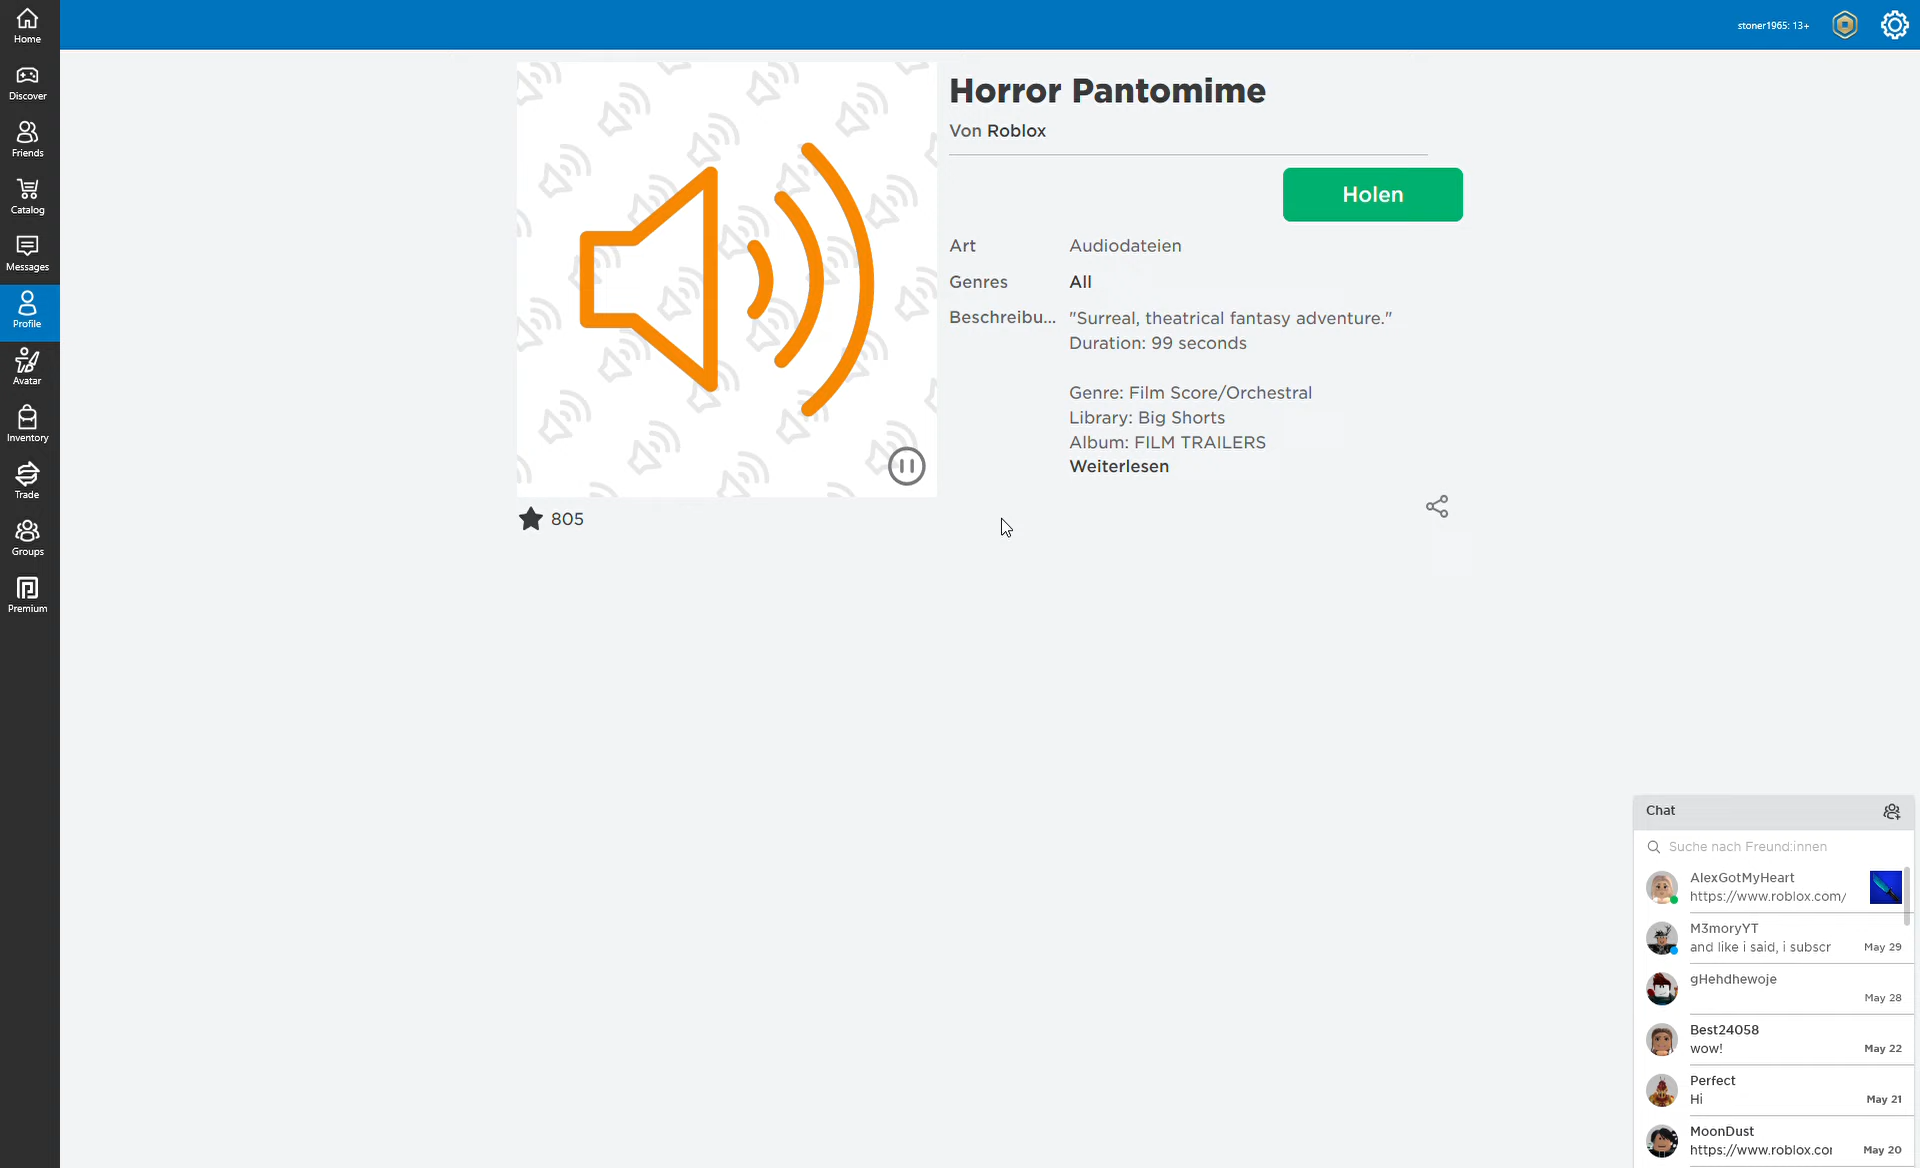 Home
Discover
Friends
Catalog
Messages
Profile
Avatar
Inventory
Trade
Groups
Premium
stoner1965: 13+
Horror Pantomime
Von Roblox
Holen
Art Audiodateien
Genres All
Beschreibu... "Surreal, theatrical fantasy adventure."
Duration: 99 seconds
Genre: Film Score/Orchestral
Library: Big Shorts
Album: FILM TRAILERS
Weiterlesen
805
Chat
Suche nach Freund:innen
AlexGotMyHeart
https://www.roblox.com/
M3moryYT
and like i said, i subscr May 29
gHehdhewoje
May 28
Best24058
wow! May 22
Perfect
Hi May 21
MoonDust
https://www.roblox.cor May 20